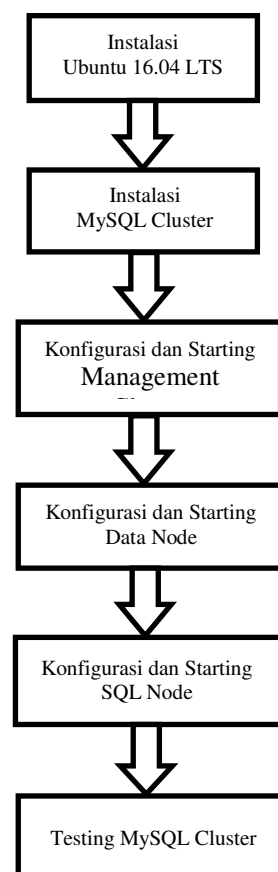 Instalasi
Ubuntu 16.04 LTS
Instalasi
MySQL Cluster
Konfigurasi dan Starting
Management
Konfigurasi dan Starting
Data Node
Konfigurasi dan Starting
SQL Node
Testing MySQL Cluster